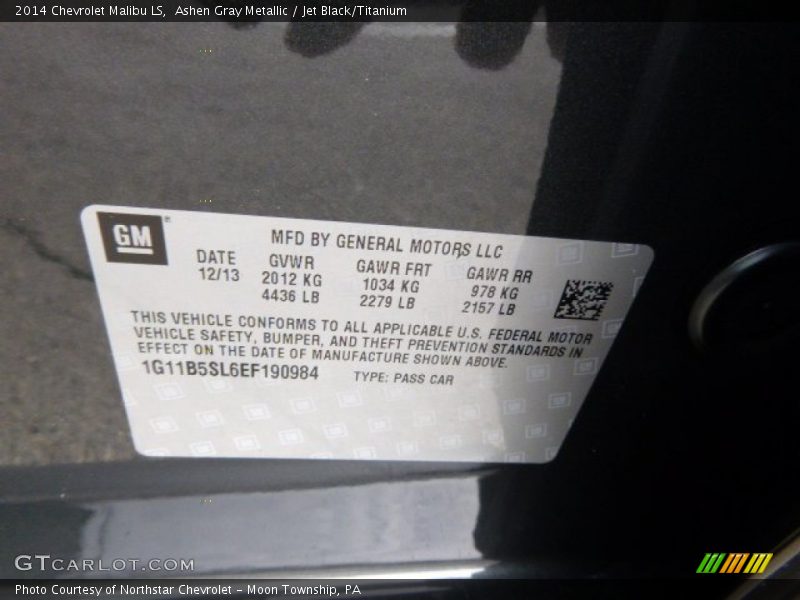 2014 Chevrolet Malibu LS,  Ashen Gray Metallic / Jet Black/Titanium
GM
MFD BY GENERAL MOTORS LLC
DATE GVWR GAWR FRT GAWR RR
12/13 2012 KG 1034 KG 978 KG
4436 LB 2279 LB 2157 LB
THIS VEHICLE CONFORMS TO ALL APPLICABLE U.S. FEDERAL MOTOR
VEHICLE SAFETY, BUMPER, AND THEFT PREVENTION STANDARDS IN
EFFECT ON THE DATE OF MANUFACTURE SHOWN ABOVE.
1G11B5SL6EF190984 TYPE: PASS CAR
GTCARLOT.COM
Photo Courtesy of Northstar Chevrolet – Moon Township, PA